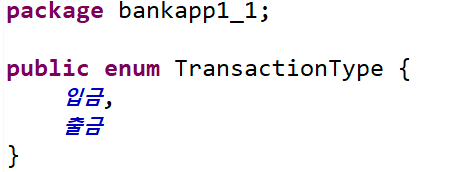 package bankapp1_1;
public enum TransactionType {
입금,
출금
}